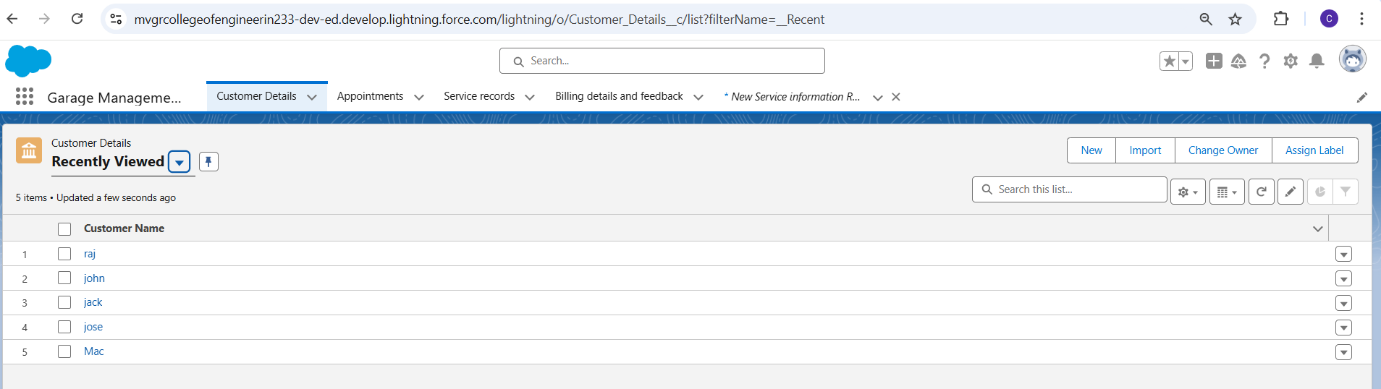 mvgrcollegeofengineerin233-dev-ed.develop.lightning.force.com/lightning/o/Customer_Details__c/list?filterName=__Recent
C
Search...
Garage Manageme...
Customer Details
Appointments
Service records
Billing details and feedback
* New Service information R...
Customer Details
Recently Viewed
New
Import
Change Owner
Assign Label
5 items • Updated a few seconds ago
Search this list...
Customer Name
1 raj
2 john
3 jack
4 jose
5 Mac